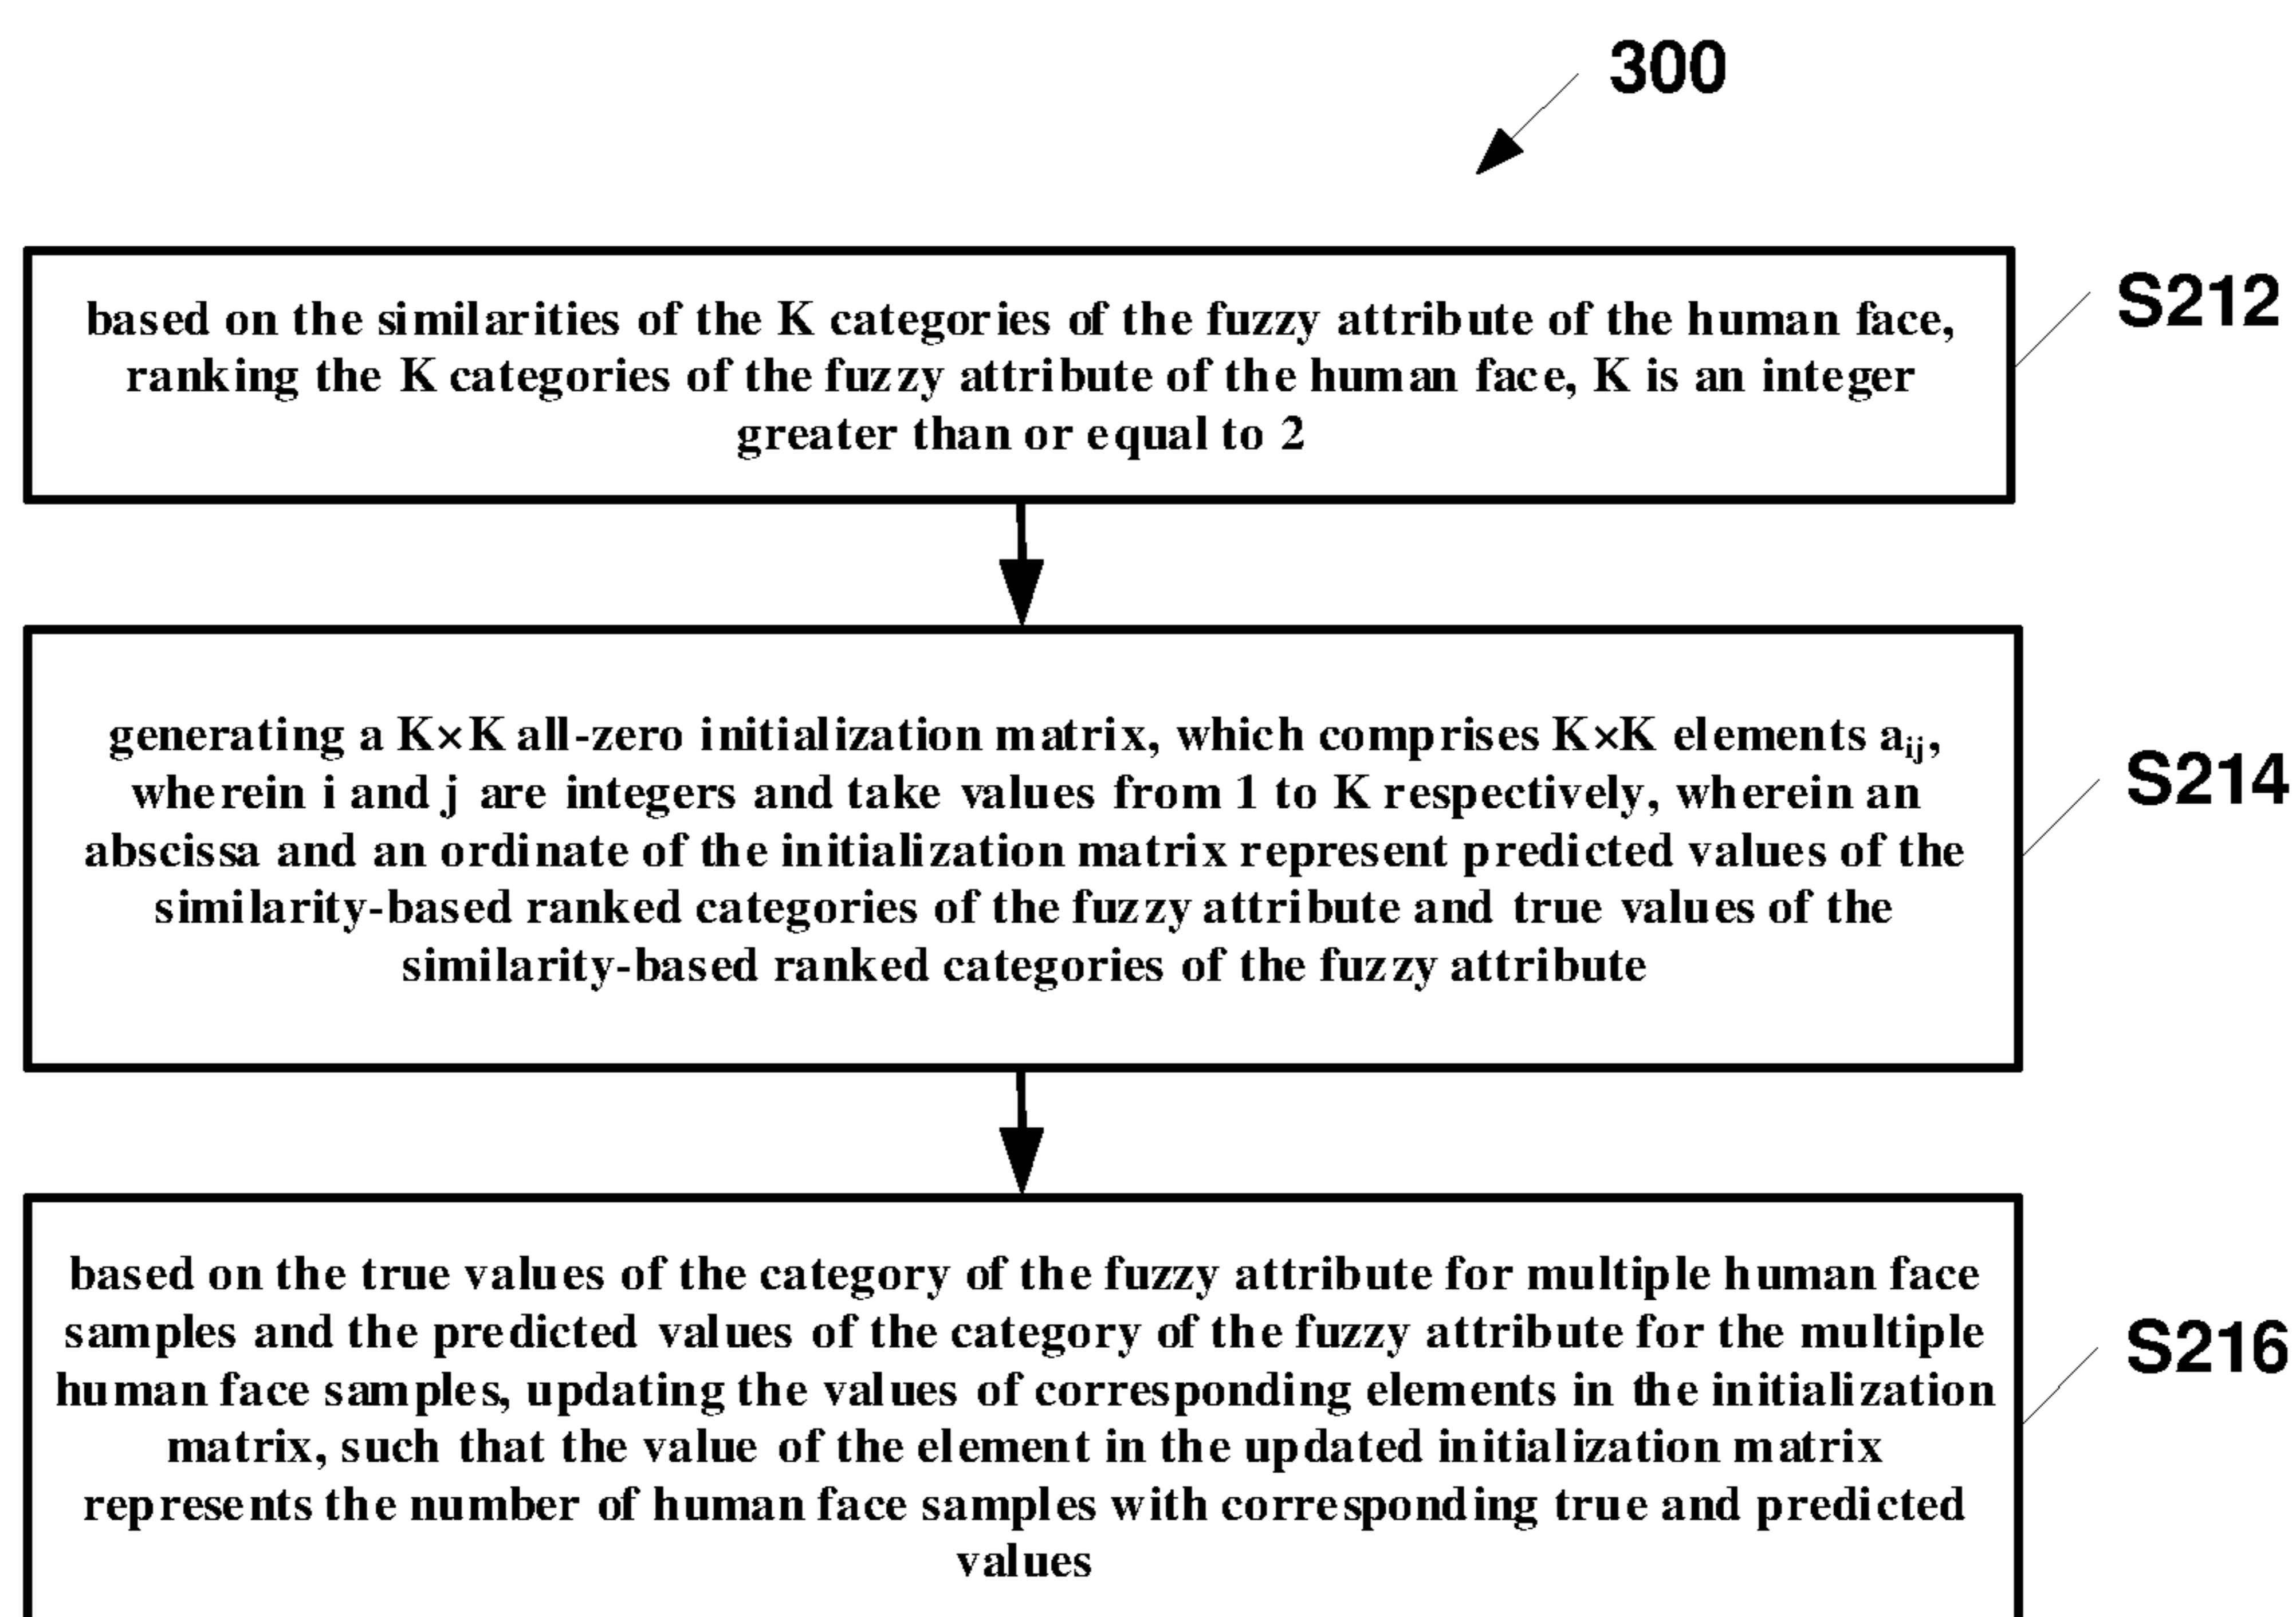 300
based on the similarities of the K categories of the fuzzy attribute of the human face,
ranking the K categories of the fuzzy attribute of the human face, K is an integer
greater than or equal to 2
S212
generating a K×K all-zero initialization matrix, which comprises K×K elements aᵢⱼ,
wherein i and j are integers and take values from 1 to K respectively, wherein an
abscissa and an ordinate of the initialization matrix represent predicted values of the
similarity-based ranked categories of the fuzzy attribute and true values of the
similarity-based ranked categories of the fuzzy attribute
S214
based on the true values of the category of the fuzzy attribute for multiple human face
samples and the predicted values of the category of the fuzzy attribute for the multiple
human face samples, updating the values of corresponding elements in the initialization
matrix, such that the value of the element in the updated initialization matrix
represents the number of human face samples with corresponding true and predicted
values
S216